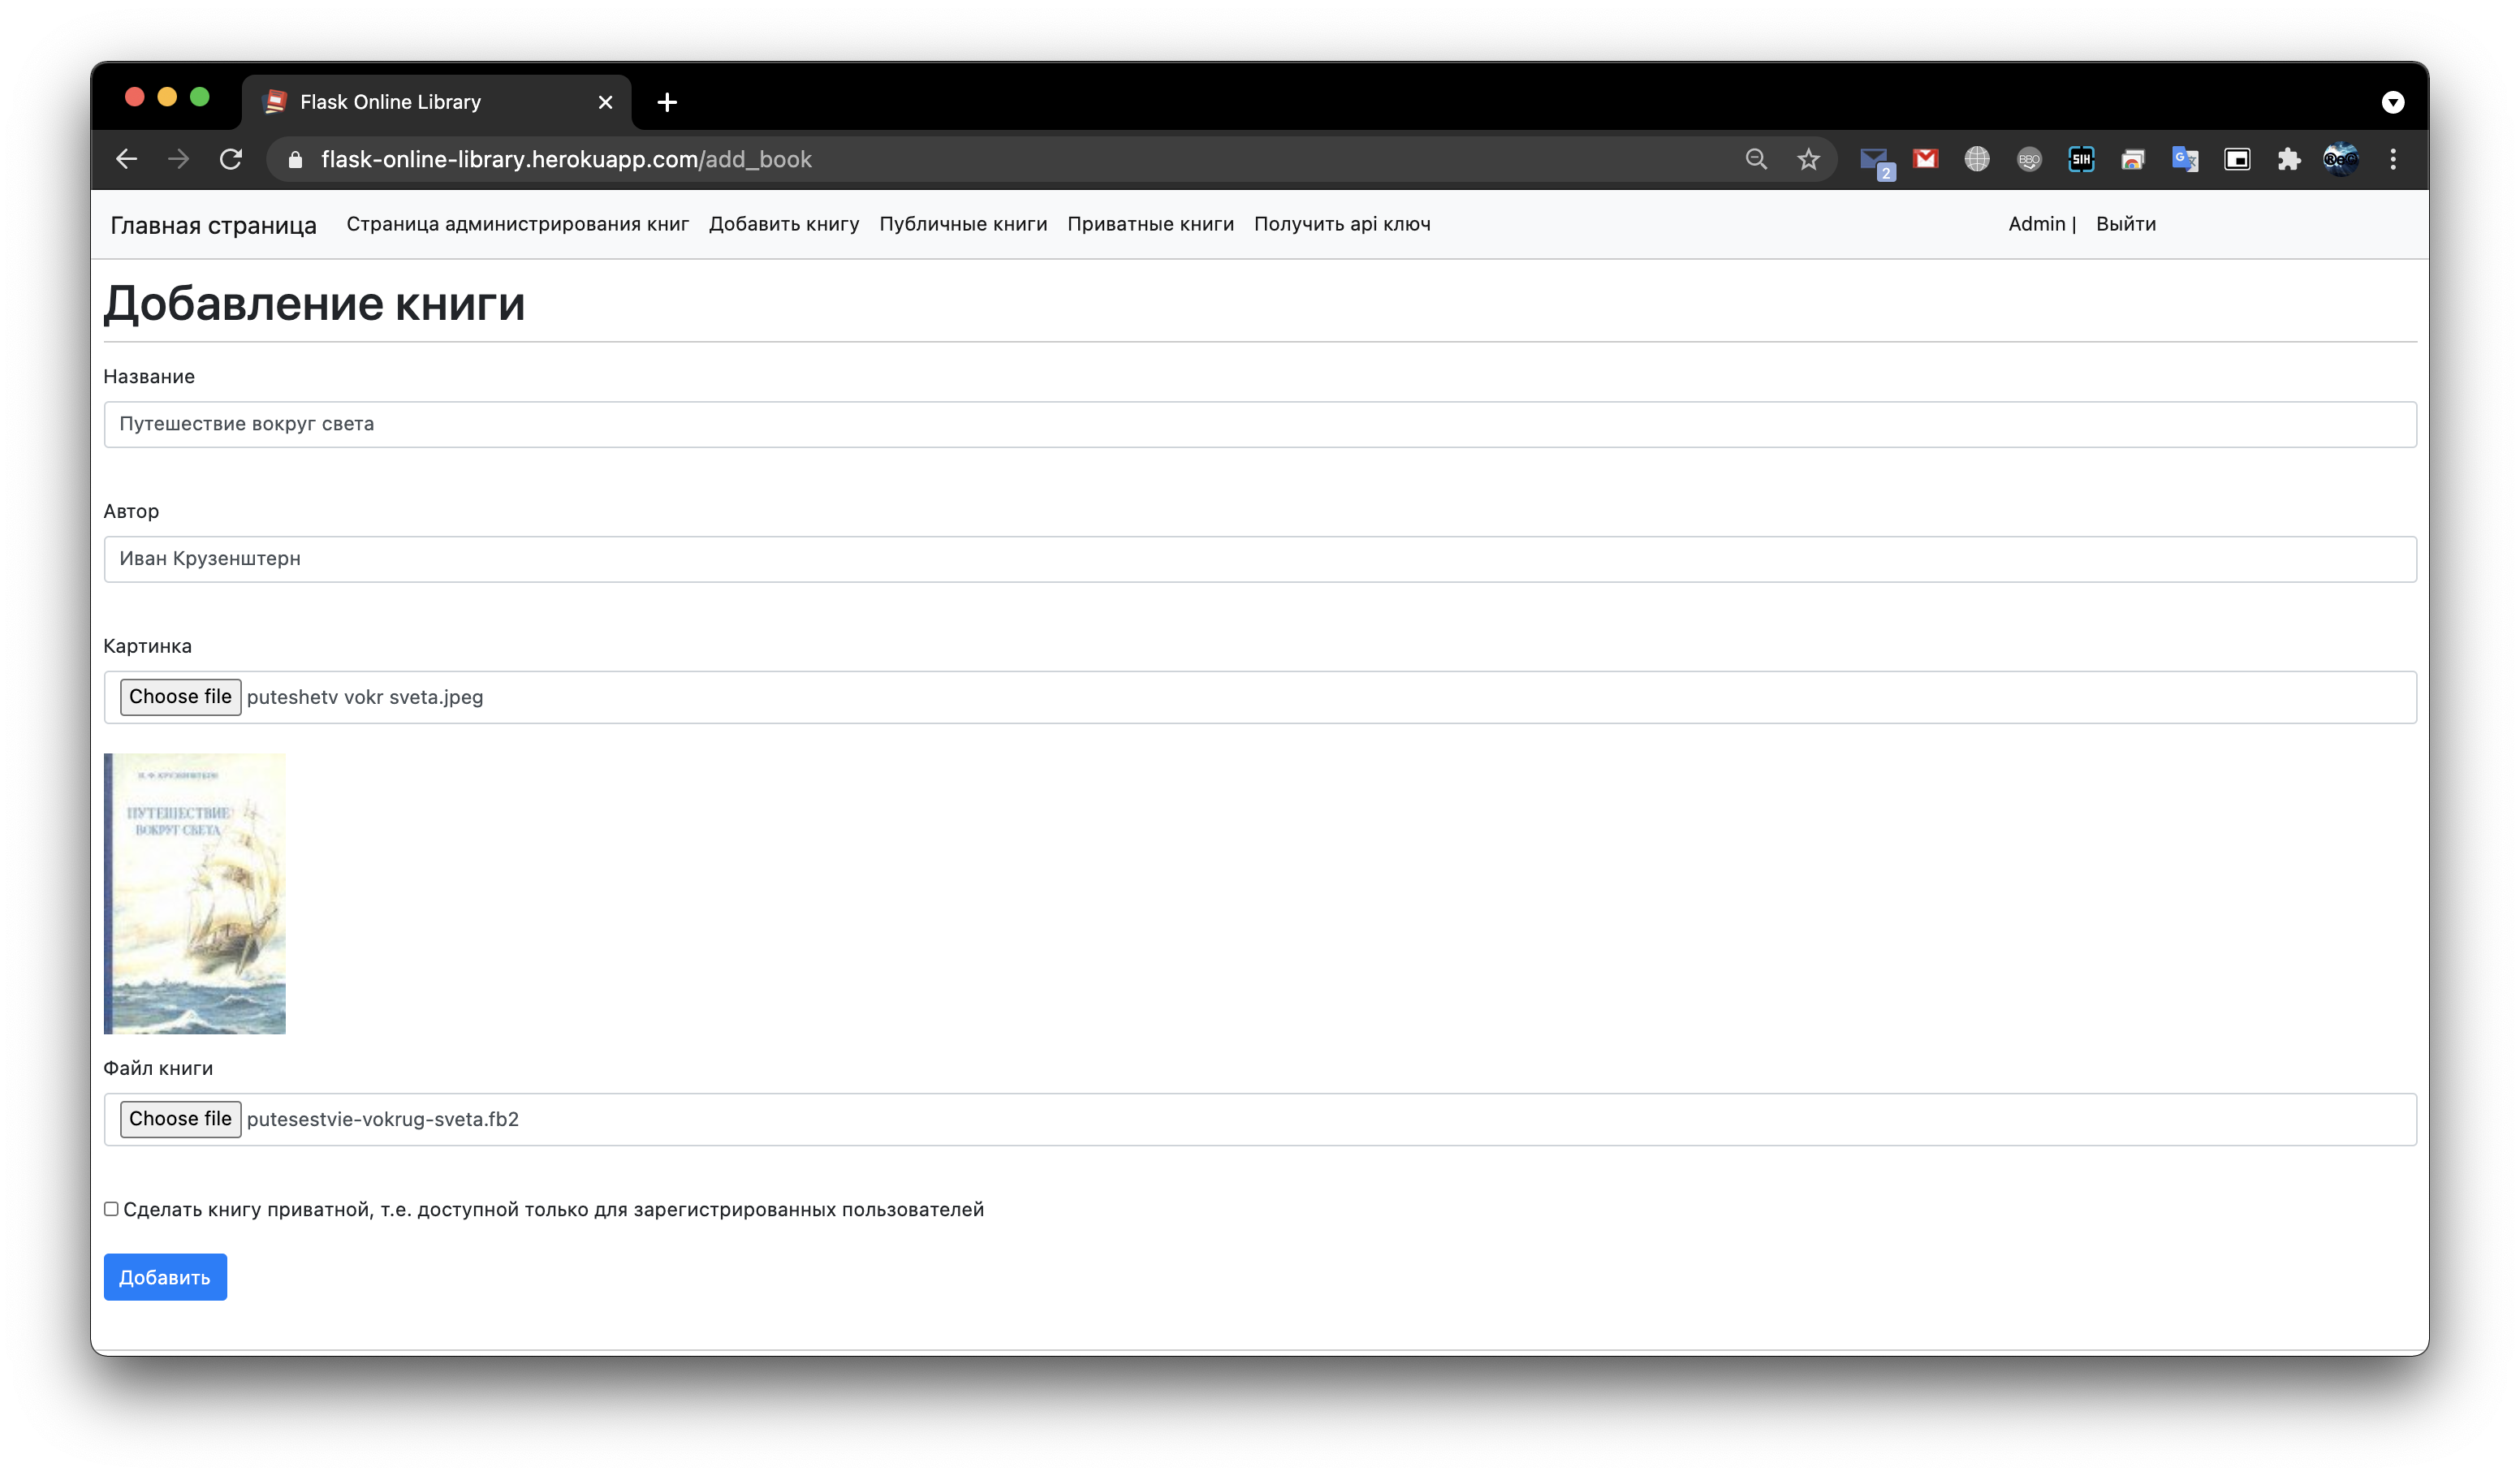 Flask Online Library
flask-online-library.herokuapp.com/add_book
2
BBO
SIH
G
Главная страница Страница администрирования книг Добавить книгу Публичные книги Приватные книги Получить api ключ Admin | Выйти
Добавление книги
Название
Путешествие вокруг света
Автор
Иван Крузенштерн
Картинка
Choose file puteshetv vokr sveta.jpeg
И. Ф. КРУЗЕНШТЕРН
ПУТЕШЕСТВИЕ
ВОКРУГ СВЕТА
Файл книги
Choose file putesestvie-vokrug-sveta.fb2
Сделать книгу приватной, т.е. доступной только для зарегистрированных пользователей
Добавить